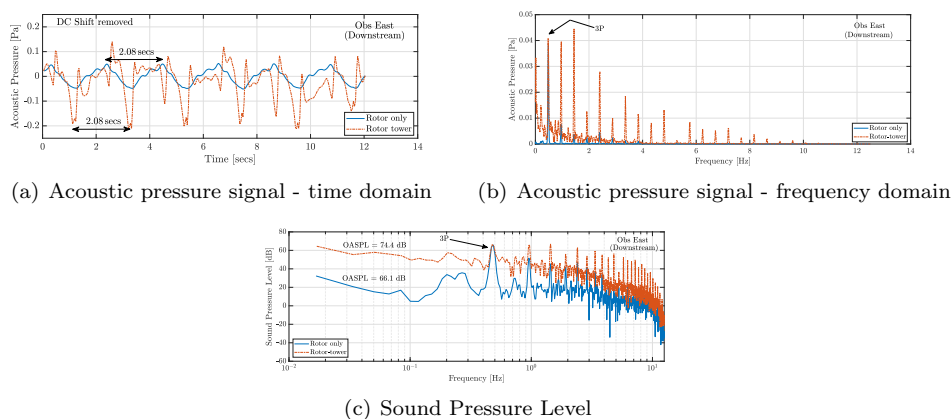 DC Shift removed
Obs East
(Downstream)
2.08 secs
2.08 secs
Acoustic Pressure [Pa]
0.2
0.1
0
-0.1
-0.2
Rotor only
Rotor tower
0 2 4 6 8 10 12 14
Time [secs]
(a) Acoustic pressure signal - time domain
3P
Obs East
(Downstream)
Acoustic Pressure [Pa]
0.05
0.04
0.03
0.02
0.01
0
Rotor only
Rotor-tower
0 2 4 6 8 10 12 14
Frequency [Hz]
(b) Acoustic pressure signal - frequency domain
3P
Obs East
(Downstream)
OASPL = 74.4 dB
OASPL = 66.1 dB
Sound Pressure Level [dB]
80
60
40
20
0
-20
-40
-60
Rotor only
Rotor-tower
10⁻² 10⁻¹ 10⁰ 10¹
Frequency [Hz]
(c) Sound Pressure Level